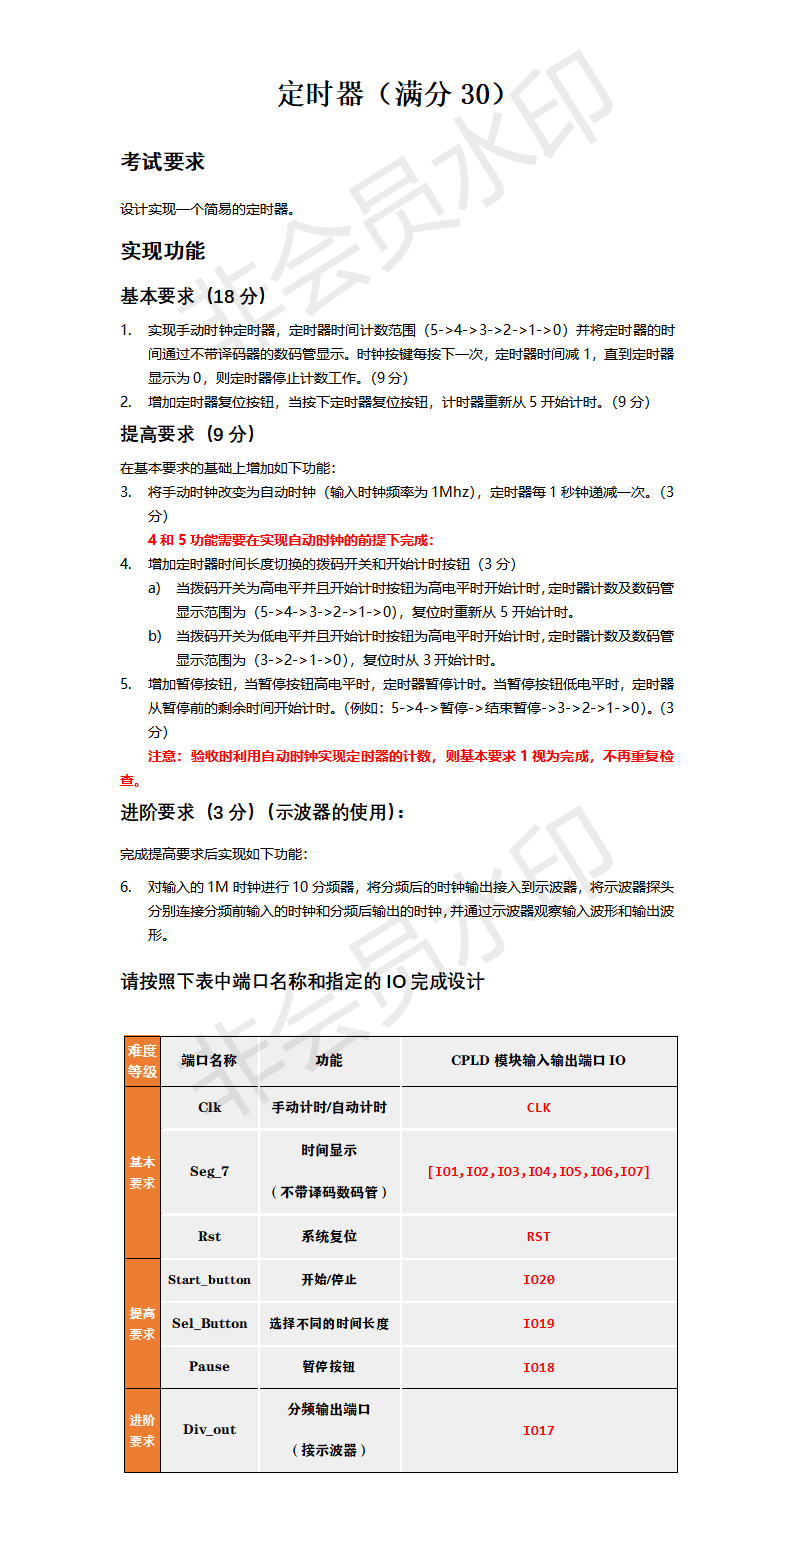 定时器（满分 30）
考试要求
设计实现一个简易的定时器。
实现功能
基本要求（18 分）
1. 实现手动时钟定时器，定时器时间计数范围（5->4->3->2->1->0）并将定时器的时
间通过不带译码器的数码管显示。时钟按键每按下一次，定时器时间减 1，直到定时器
显示为 0，则定时器停止计数工作。（9 分）
2. 增加定时器复位按钮，当按下定时器复位按钮，计时器重新从 5 开始计时。（9 分）
提高要求（9 分）
在基本要求的基础上增加如下功能：
3. 将手动时钟改变为自动时钟（输入时钟频率为 1Mhz），定时器每 1 秒钟递减一次。（3
分）
4 和 5 功能需要在实现自动时钟的前提下完成：
4. 增加定时器时间长度切换的拨码开关和开始计时按钮（3 分）
a) 当拨码开关为高电平并且开始计时按钮为高电平时开始计时，定时器计数及数码管
显示范围为（5->4->3->2->1->0），复位时重新从 5 开始计时。
b) 当拨码开关为低电平并且开始计时按钮为高电平时开始计时，定时器计数及数码管
显示范围为（3->2->1->0），复位时从 3 开始计时。
5. 增加暂停按钮，当暂停按钮高电平时，定时器暂停计时。当暂停按钮低电平时，定时器
从暂停前的剩余时间开始计时。（例如：5->4->暂停->结束暂停->3->2->1->0）。（3
分）
注意：验收时利用自动时钟实现定时器的计数，则基本要求 1 视为完成，不再重复检
查。
进阶要求（3 分）（示波器的使用）：
完成提高要求后实现如下功能：
6. 对输入的 1M 时钟进行 10 分频器，将分频后的时钟输出接入到示波器，将示波器探头
分别连接分频前输入的时钟和分频后输出的时钟，并通过示波器观察输入波形和输出波
形。
请按照下表中端口名称和指定的 IO 完成设计
难度
等级
端口名称 功能 CPLD 模块输入输出端口 IO
基本
要求
Clk 手动计时/自动计时 CLK
Seg_7
时间显示
（不带译码数码管）
[IO1,IO2,IO3,IO4,IO5,IO6,IO7]
Rst 系统复位 RST
提高
要求
Start_button 开始/停止 IO20
Sel_Button 选择不同的时间长度 IO19
Pause 暂停按钮 IO18
进阶
要求
Div_out
分频输出端口
（接示波器）
IO17
非会员水印
非会员水印